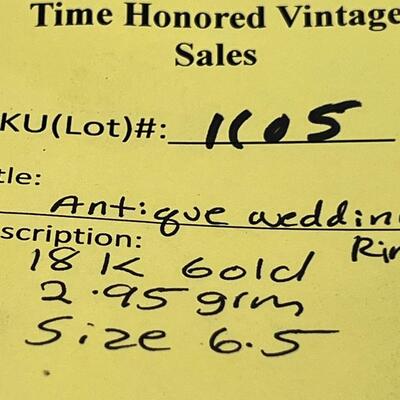 Time Honored Vintage
Sales
KU(Lot)#: 1105
tle:
Antique weddin
Rin
scription:
18 K Gold
2.95 grm
Size 6.5